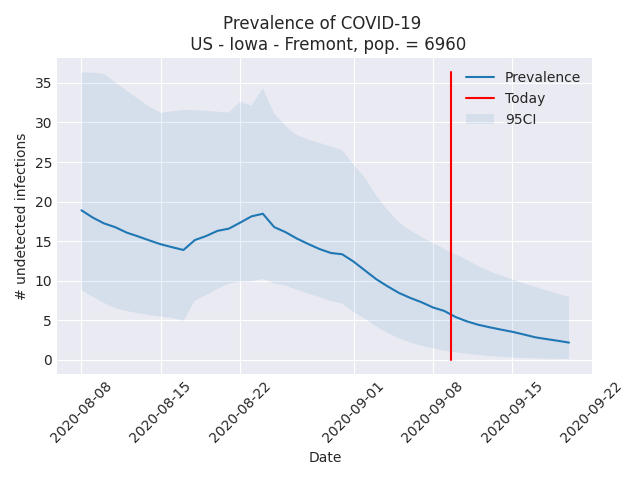 Prevalence of COVID-19
US - Iowa - Fremont, pop. = 6960
Prevalence
Today
95CI
# undetected infections
35
30
25
20
15
10
5
0
2020-08-08
2020-08-15
2020-08-22
2020-09-01
2020-09-08
2020-09-15
2020-09-22
Date